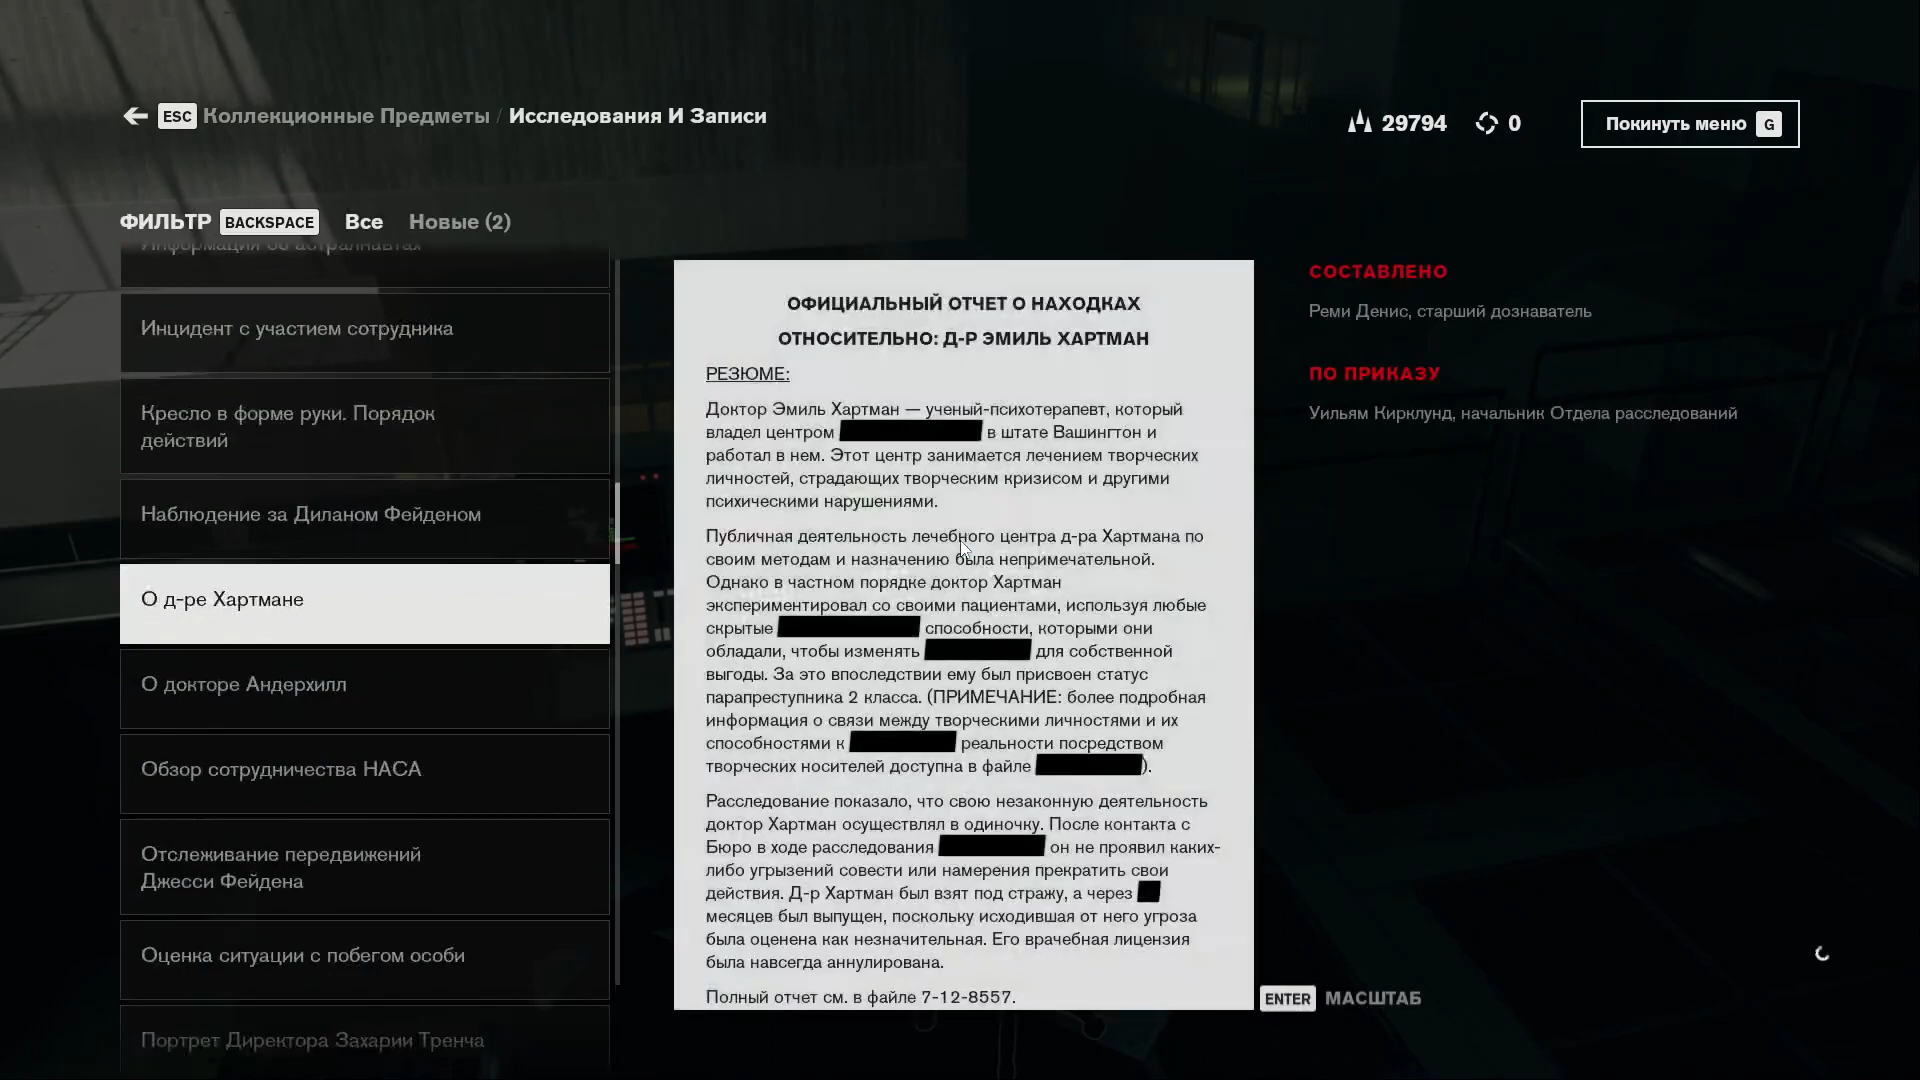 ESC Коллекционные Предметы / Исследования И Записи
29794 0
Покинуть меню G
ФИЛЬТР BACKSPACE Все Новые (2)
Информация об астралнавтах
Инцидент с участием сотрудника
Кресло в форме руки. Порядок
действий
Наблюдение за Диланом Фейденом
О д-ре Хартмане
О докторе Андерхилл
Обзор сотрудничества НАСА
Отслеживание передвижений
Джесси Фейдена
Оценка ситуации с побегом особи
Портрет Директора Захарии Тренча
ОФИЦИАЛЬНЫЙ ОТЧЕТ О НАХОДКАХ
ОТНОСИТЕЛЬНО: Д-Р ЭМИЛЬ ХАРТМАН
РЕЗЮМЕ:
Доктор Эмиль Хартман — ученый-психотерапевт, который
владел центром в штате Вашингтон и
работал в нем. Этот центр занимается лечением творческих
личностей, страдающих творческим кризисом и другими
психическими нарушениями.
Публичная деятельность лечебного центра д-ра Хартмана по
своим методам и назначению была непримечательной.
Однако в частном порядке доктор Хартман
экспериментировал со своими пациентами, используя любые
скрытые способности, которыми они
обладали, чтобы изменять для собственной
выгоды. За это впоследствии ему был присвоен статус
парапреступника 2 класса. (ПРИМЕЧАНИЕ: более подробная
информация о связи между творческими личностями и их
способностями к реальности посредством
творческих носителей доступна в файле ).
Расследование показало, что свою незаконную деятельность
доктор Хартман осуществлял в одиночку. После контакта с
Бюро в ходе расследования он не проявил каких-
либо угрызений совести или намерения прекратить свои
действия. Д-р Хартман был взят под стражу, а через
месяцев был выпущен, поскольку исходившая от него угроза
была оценена как незначительная. Его врачебная лицензия
была навсегда аннулирована.
Полный отчет см. в файле 7-12-8557.
СОСТАВЛЕНО
Реми Денис, старший дознаватель
ПО ПРИКАЗУ
Уильям Кирклунд, начальник Отдела расследований
ENTER МАСШТАБ